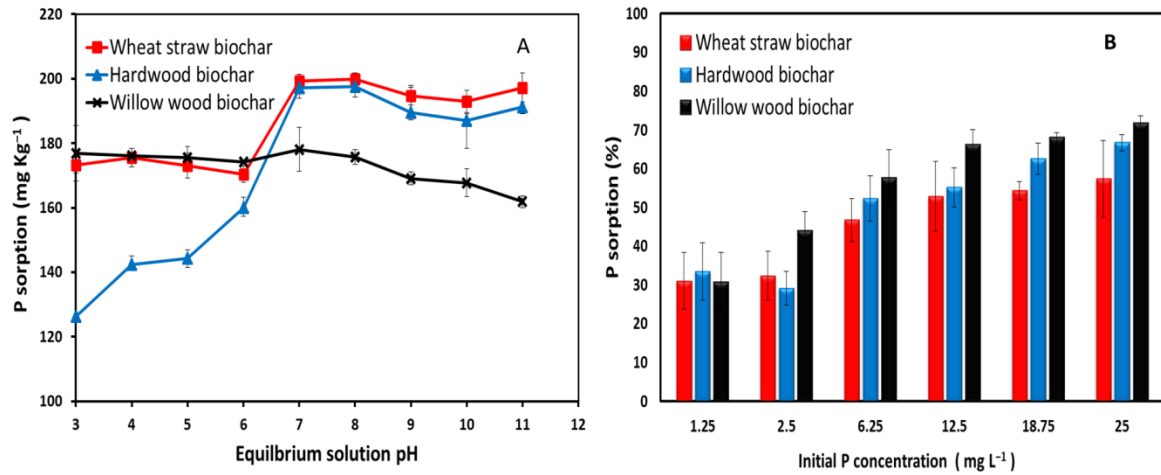 A
Wheat straw biochar
Hardwood biochar
Willow wood biochar
P sorption (mg Kg⁻¹)
220
200
180
160
140
120
100
3 4 5 6 7 8 9 10 11 12
Equilbrium solution pH
B
Wheat straw biochar
Hardwood biochar
Willow wood biochar
P sorption (%)
100
90
80
70
60
50
40
30
20
10
0
1.25 2.5 6.25 12.5 18.75 25
Initial P concentration ( mg L⁻¹)